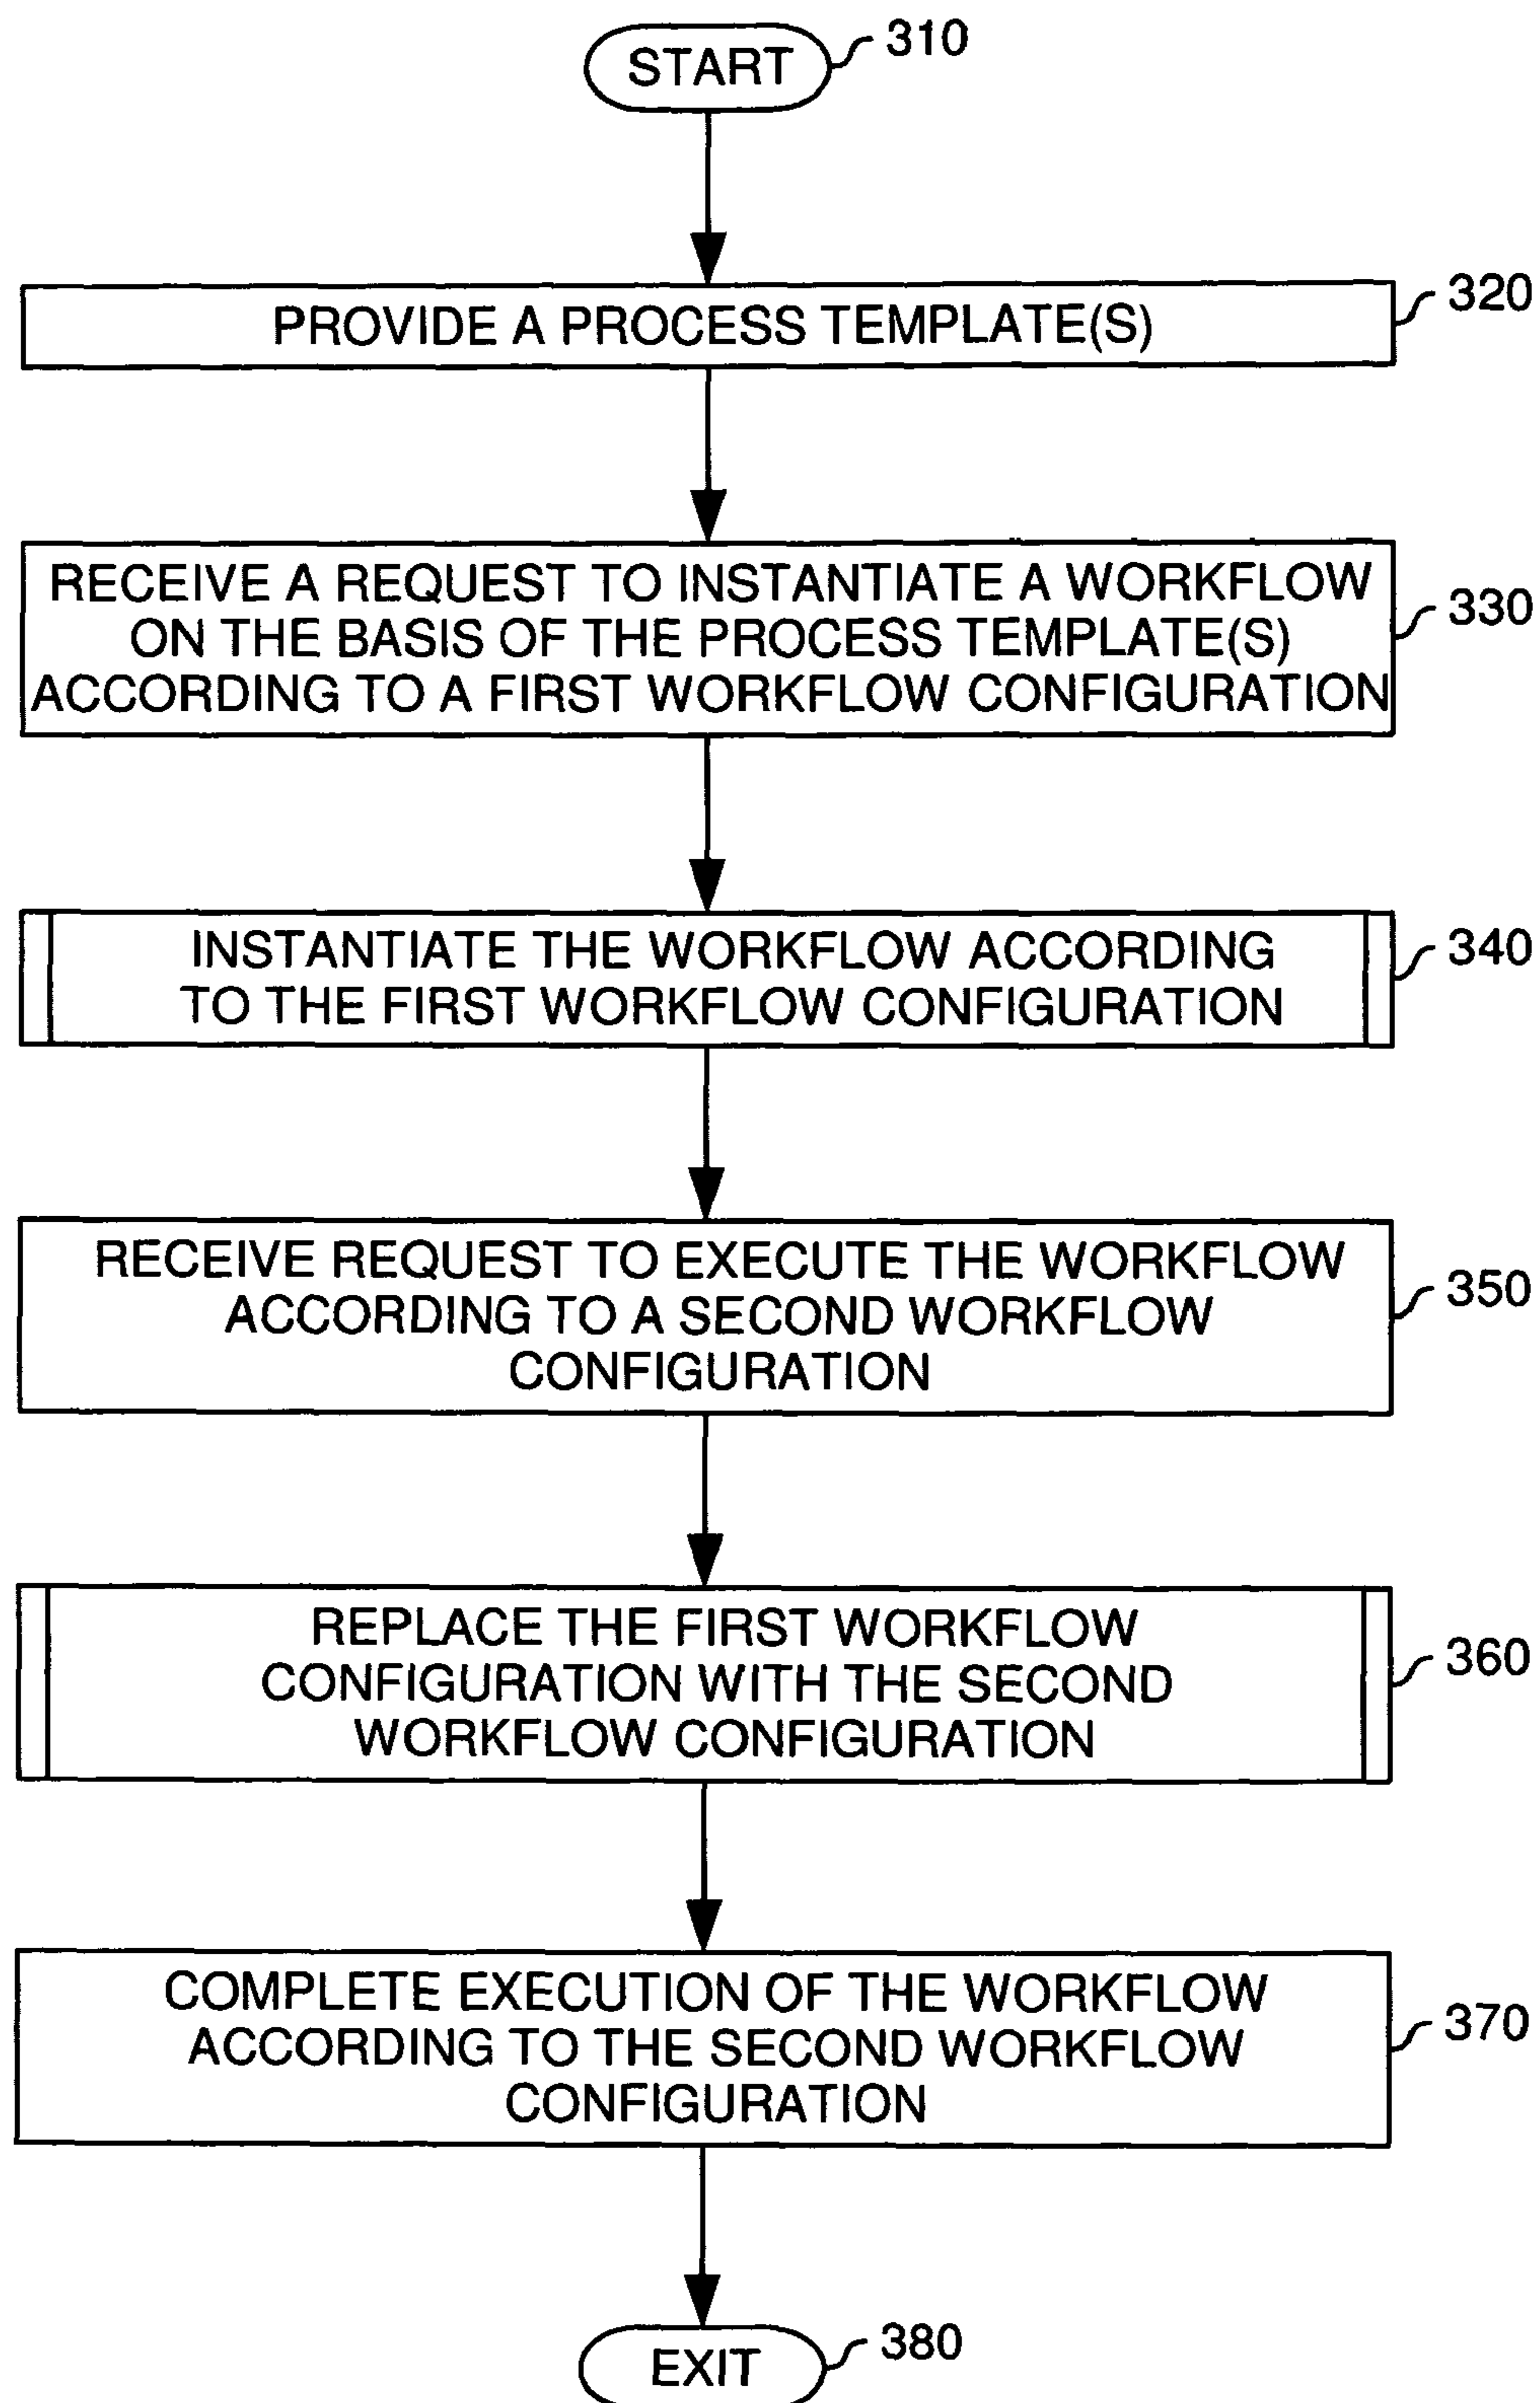 START
310
PROVIDE A PROCESS TEMPLATE(S)
320
RECEIVE A REQUEST TO INSTANTIATE A WORKFLOW
ON THE BASIS OF THE PROCESS TEMPLATE(S)
ACCORDING TO A FIRST WORKFLOW CONFIGURATION
330
INSTANTIATE THE WORKFLOW ACCORDING
TO THE FIRST WORKFLOW CONFIGURATION
340
RECEIVE REQUEST TO EXECUTE THE WORKFLOW
ACCORDING TO A SECOND WORKFLOW
CONFIGURATION
350
REPLACE THE FIRST WORKFLOW
CONFIGURATION WITH THE SECOND
WORKFLOW CONFIGURATION
360
COMPLETE EXECUTION OF THE WORKFLOW
ACCORDING TO THE SECOND WORKFLOW
CONFIGURATION
370
EXIT
380